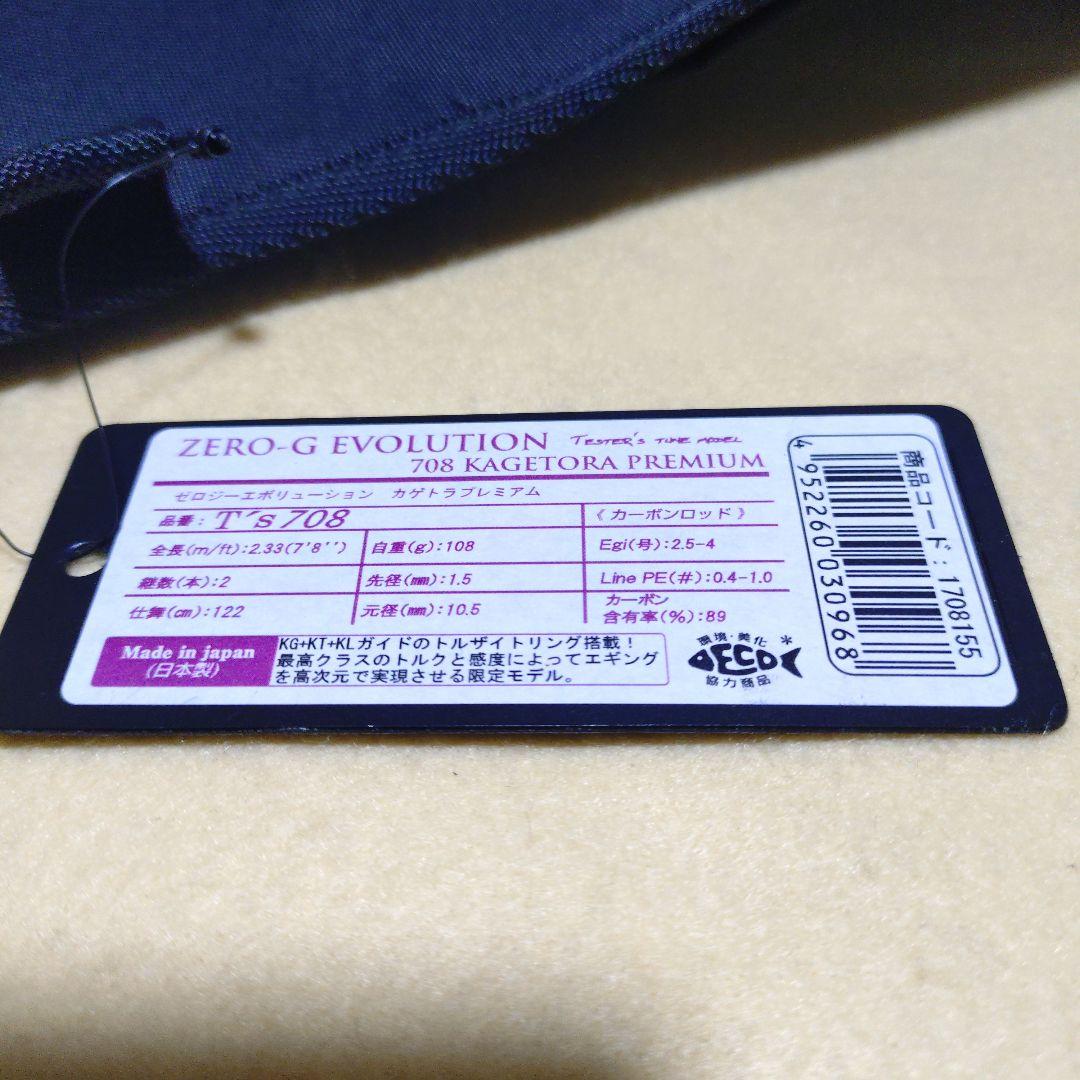 ZERO-G EVOLUTION TESTER'S TUNE MODEL
708 KAGETORA PREMIUM
ゼロジーエボリューション カゲトラプレミアム
品番：T's708
《カーボンロッド》
全長(m/ft):2.33(7'8'')
自重(g):108
Egi(号):2.5-4
継数(本):2
先径(mm):1.5
Line PE(#):0.4-1.0
仕舞(cm):122
元径(mm):10.5
カーボン
含有率(%):89
Made in japan
(日本製)
KG+KT+KLガイドのトルザイトリング搭載！
最高クラスのトルクと感度によってエギング
を高次元で実現させる限定モデル。
環境・美化
ECO
協力商品
*
4952260030968
商品コード:1708155